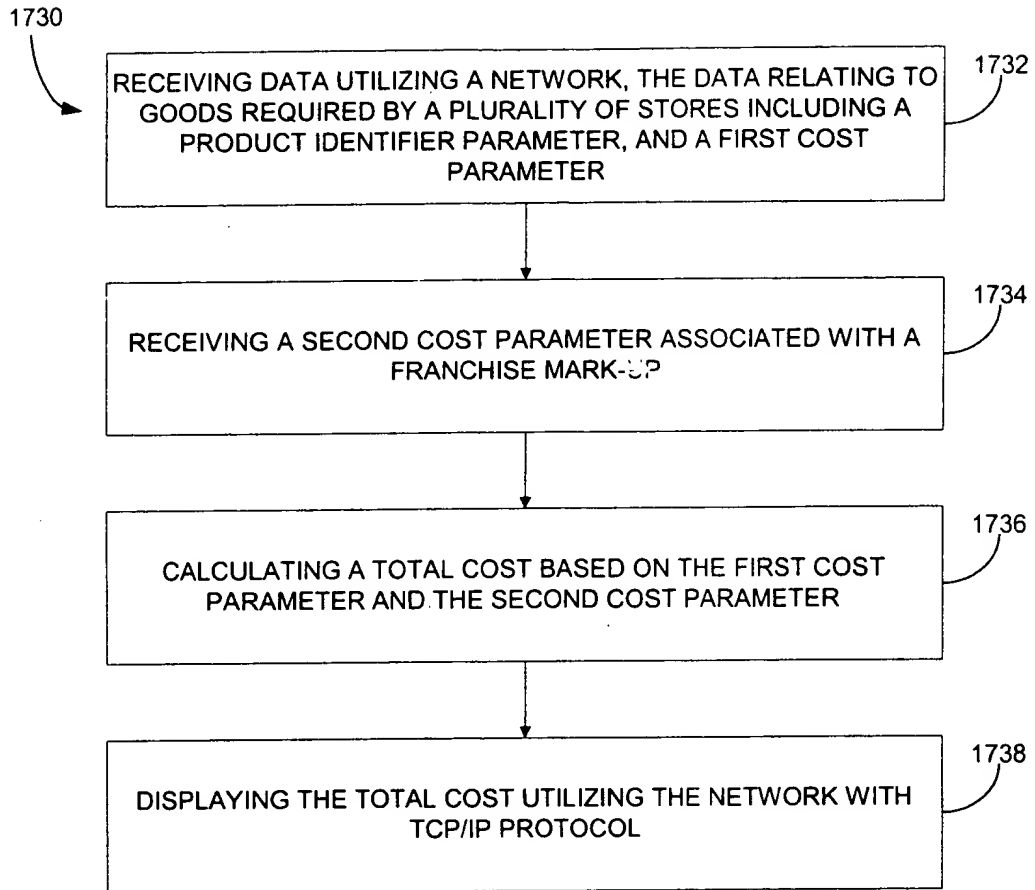 1730
RECEIVING DATA UTILIZING A NETWORK, THE DATA RELATING TO
GOODS REQUIRED BY A PLURALITY OF STORES INCLUDING A
PRODUCT IDENTIFIER PARAMETER, AND A FIRST COST
PARAMETER
1732
RECEIVING A SECOND COST PARAMETER ASSOCIATED WITH A
FRANCHISE MARK-UP
1734
CALCULATING A TOTAL COST BASED ON THE FIRST COST
PARAMETER AND THE SECOND COST PARAMETER
1736
DISPLAYING THE TOTAL COST UTILIZING THE NETWORK WITH
TCP/IP PROTOCOL
1738